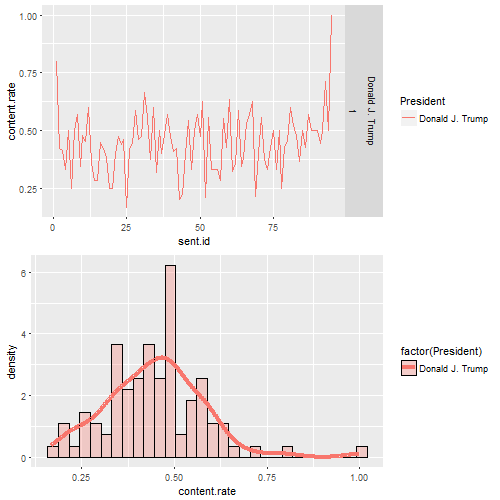 1.00
0.75
0.50
0.25
content.rate
0 25 50 75
sent.id
Donald J. Trump
1
President
Donald J. Trump
6
4
2
0
density
0.25 0.50 0.75 1.00
content.rate
factor(President)
Donald J. Trump